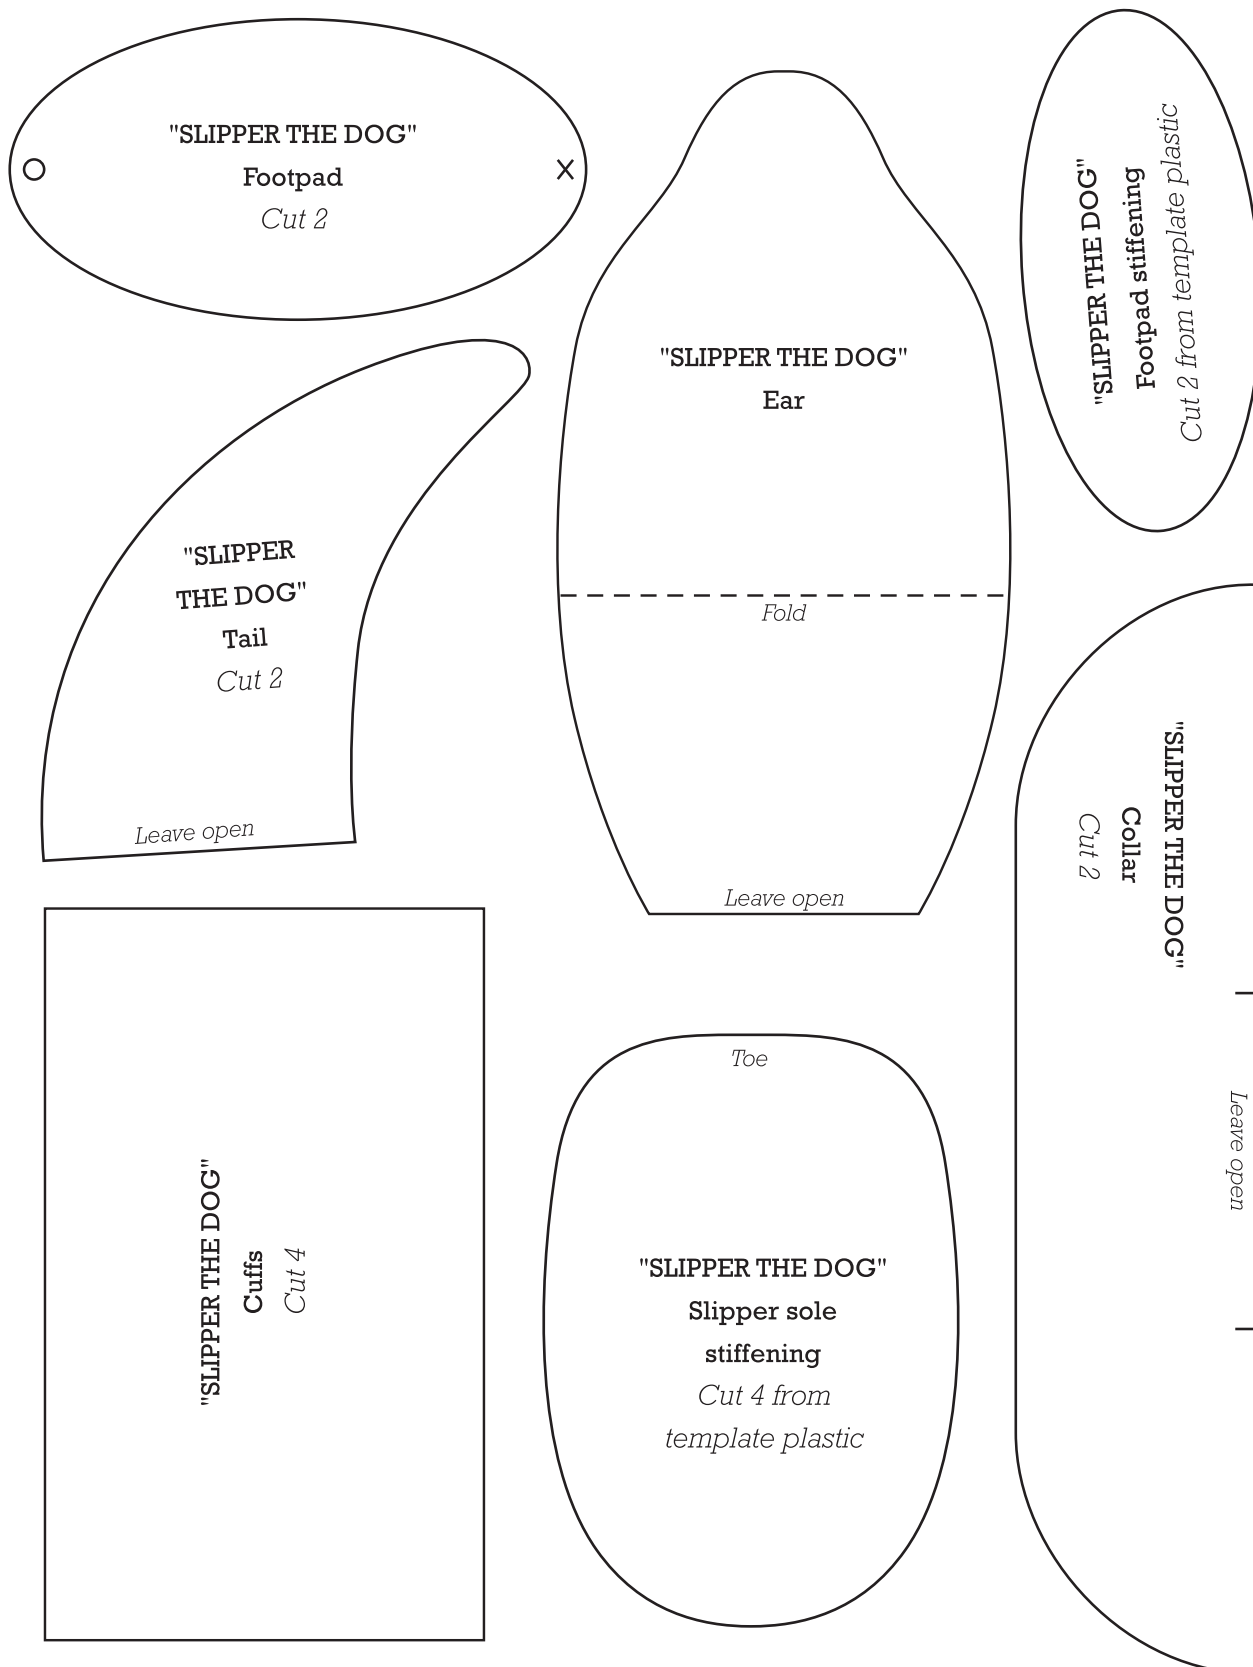 "SLIPPER THE DOG"
Footpad
Cut 2
O
X
"SLIPPER THE DOG"
Ear
Fold
Leave open
"SLIPPER THE DOG"
Footpad stiffening
Cut 2 from template plastic
"SLIPPER
THE DOG"
Tail
Cut 2
Leave open
"SLIPPER THE DOG"
Collar
Cut 2
Leave open
"SLIPPER THE DOG"
Cuffs
Cut 4
Toe
"SLIPPER THE DOG"
Slipper sole
stiffening
Cut 4 from
template plastic